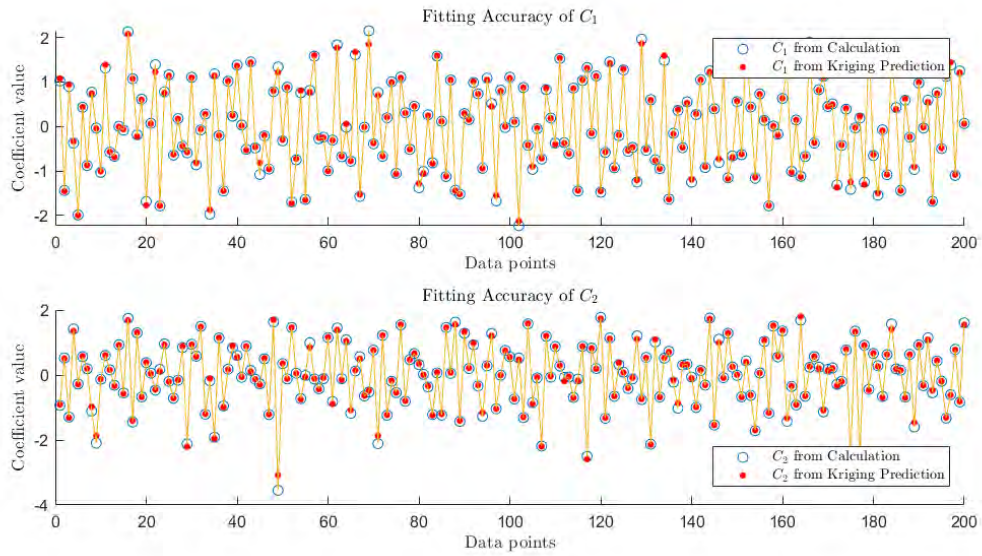 Fitting Accuracy of C₁
2
1
0
-1
-2
Coefficient value
C₁ from Calculation
C₁ from Kriging Prediction
0 20 40 60 80 100 120 140 160 180 200
Data points
Fitting Accuracy of C₂
2
0
-2
-4
Coefficient value
C₂ from Calculation
C₂ from Kriging Prediction
0 20 40 60 80 100 120 140 160 180 200
Data points